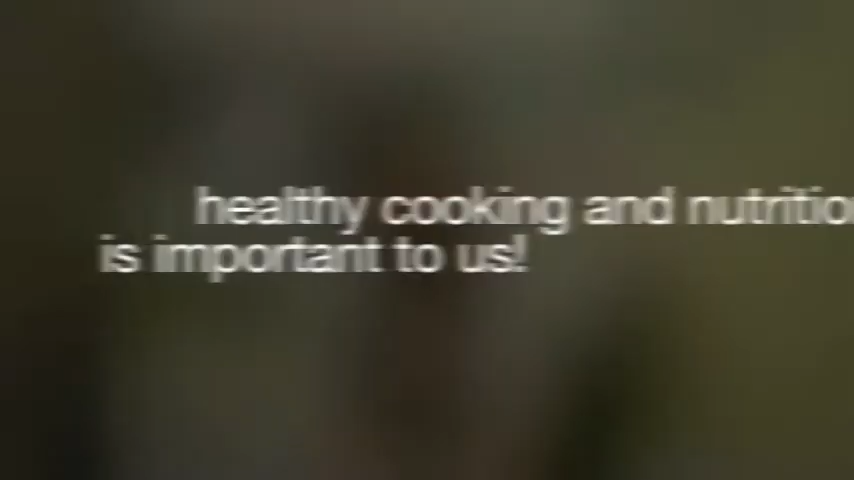 healthy cooking and nutritio
is important to us!